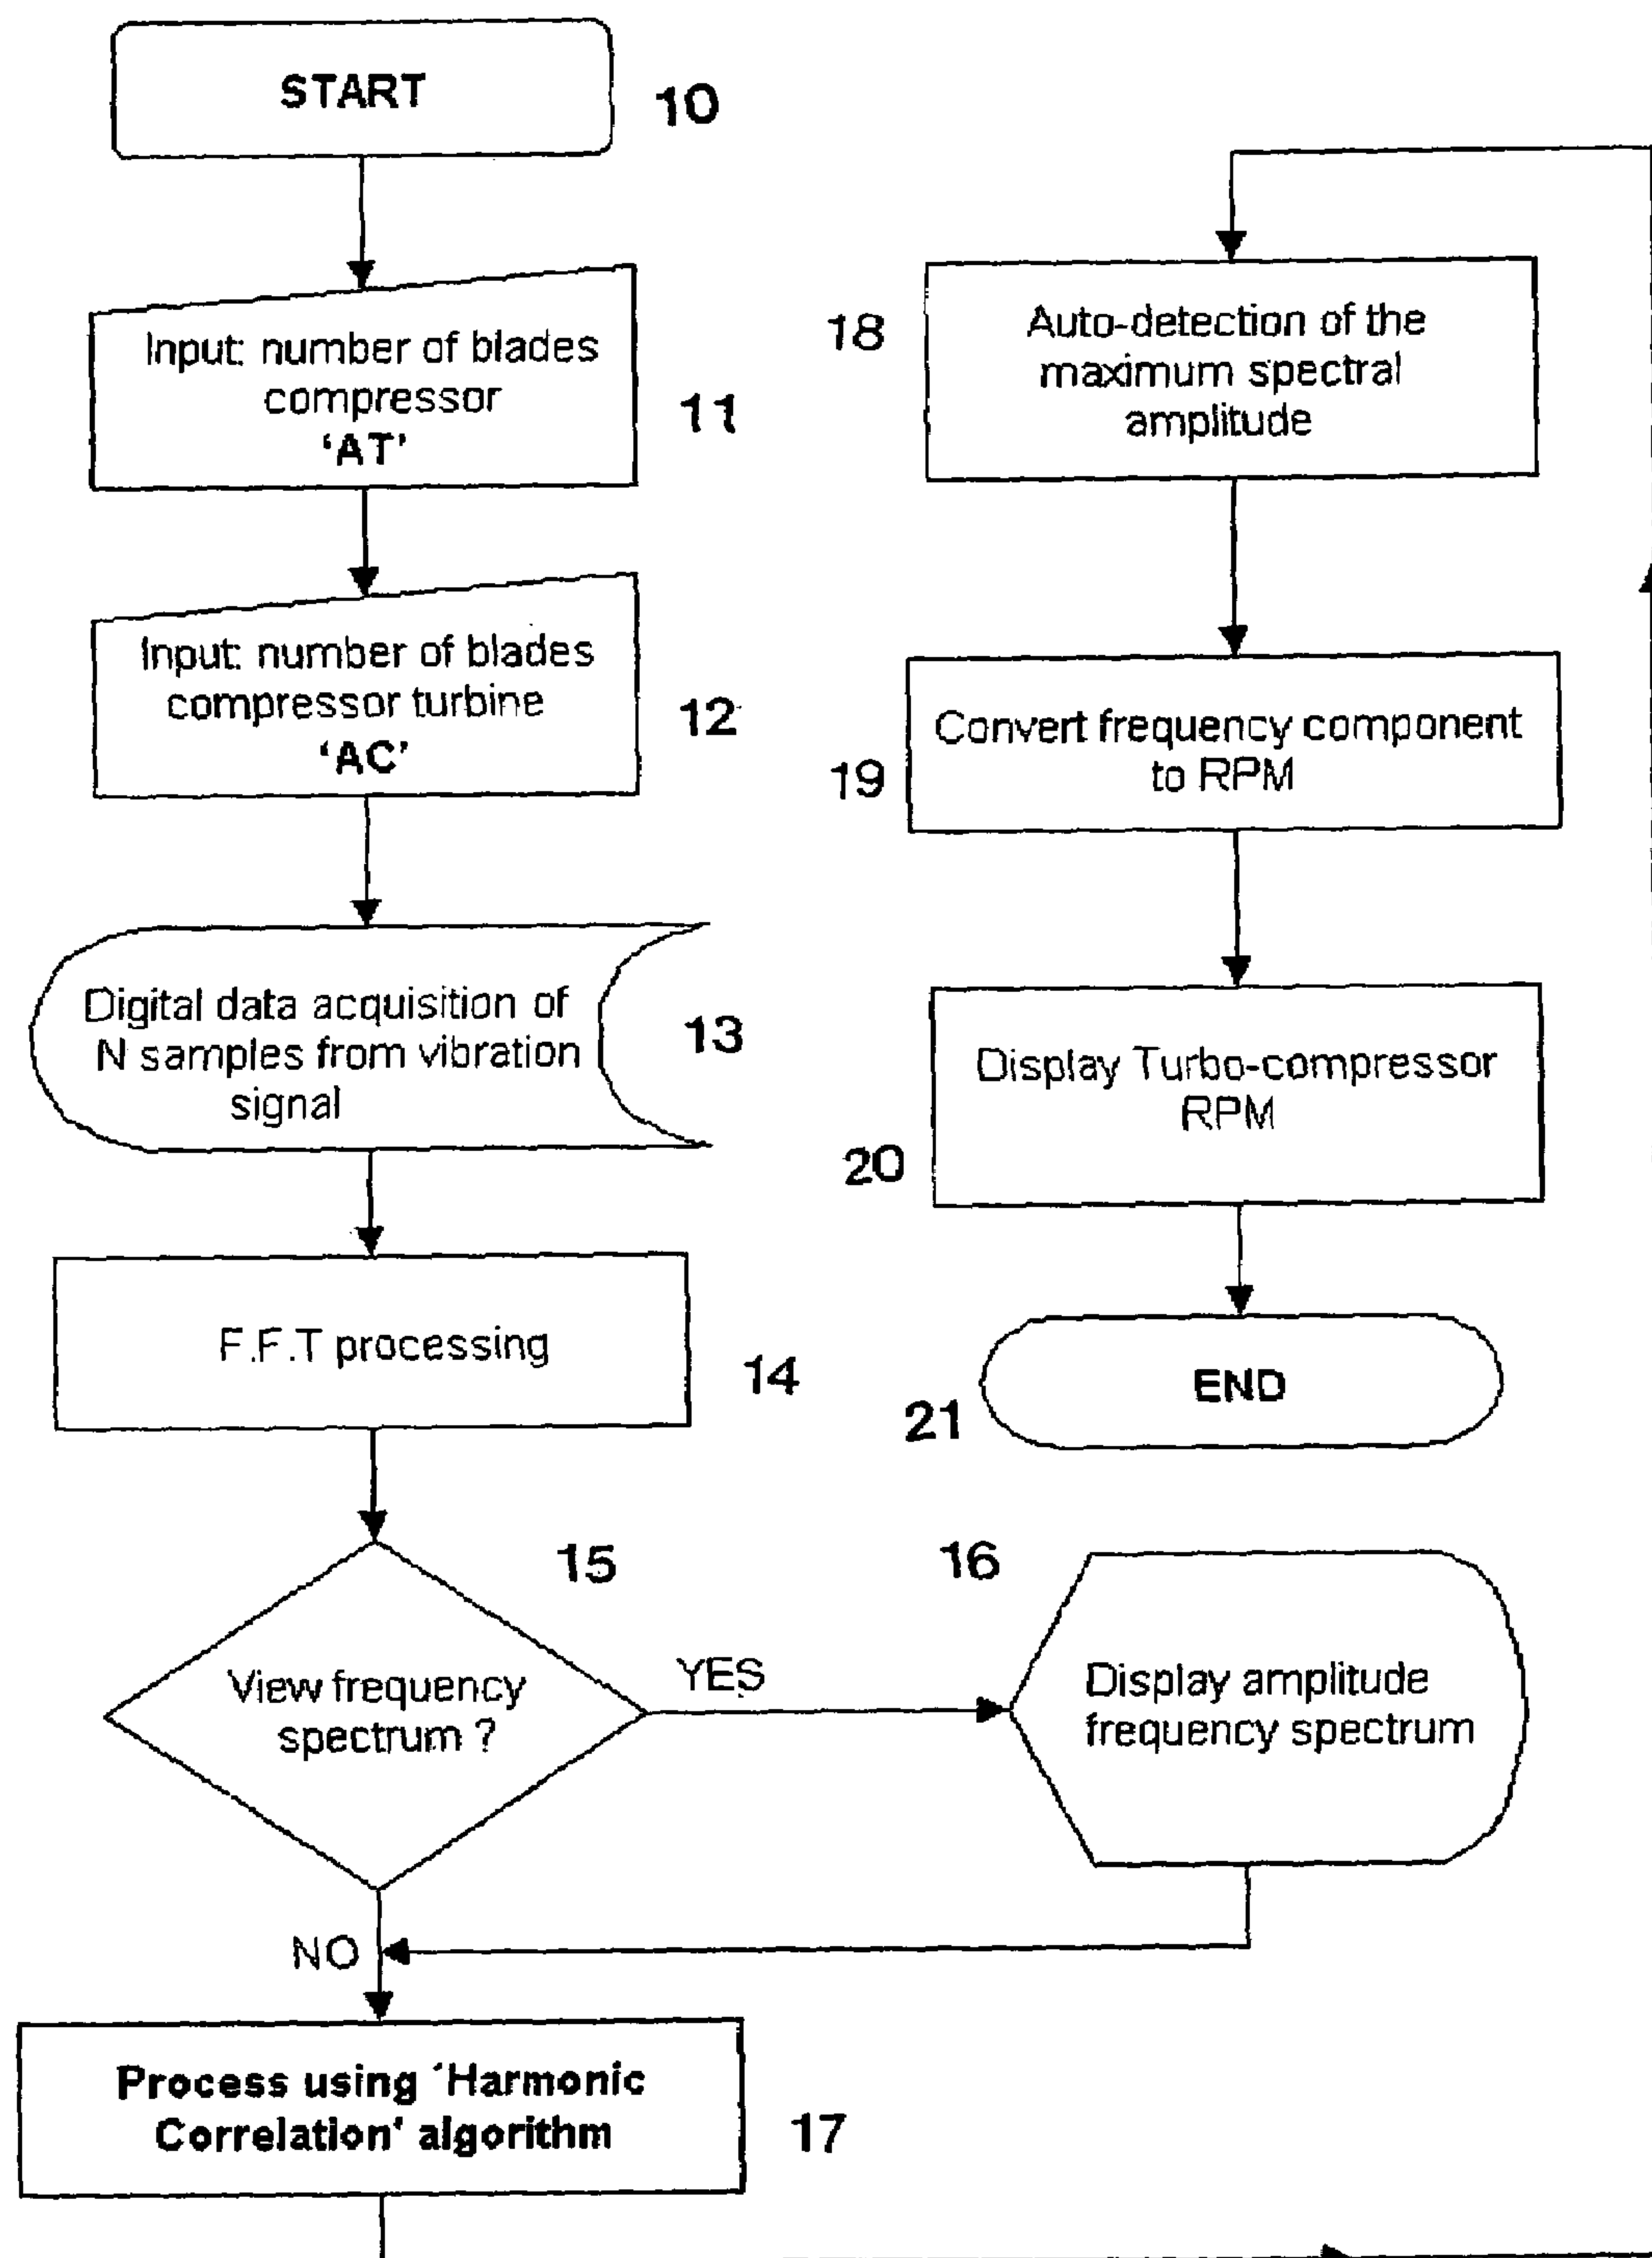 START
10
Input: number of blades
compressor
'AT'
11
Input: number of blades
compressor turbine
'AC'
12
Digital data acquisition of
N samples from vibration
signal
13
F.F.T processing
14
15
View frequency
spectrum ?
YES
NO
16
Display amplitude
frequency spectrum
Process using 'Harmonic
Correlation' algorithm
17
18
Auto-detection of the
maximum spectral
amplitude
19
Convert frequency component
to RPM
20
Display Turbo-compressor
RPM
21
END